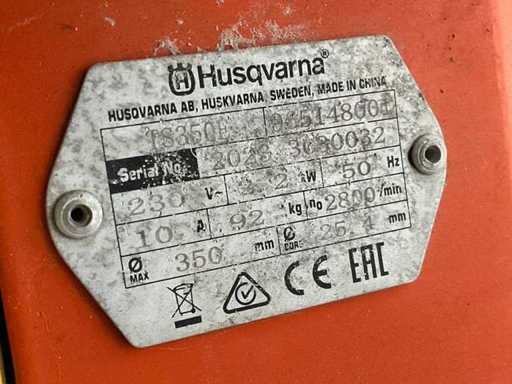 Husqvarna®
HUSQVARNA AB, HUSKVARNA, SWEDEN, MADE IN CHINA
TS350E
Serial No.
230 V~ 2.2 kW 50 Hz
10 A 92 kg n₀ 2800 /min
Ø MAX 350 mm Ø CORE 25.4 mm
CE EAC